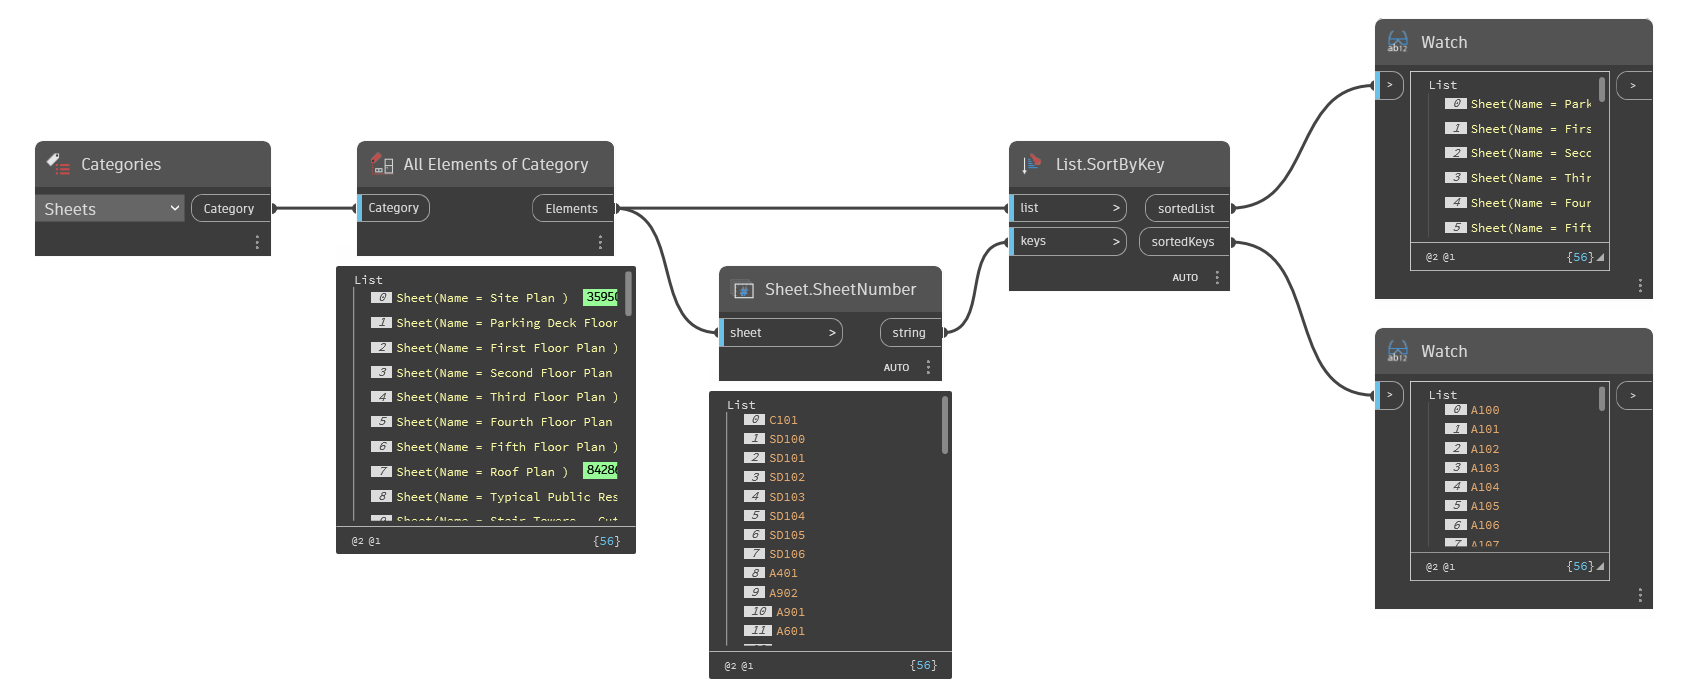 Categories
Sheets
Category
All Elements of Category
Category
Elements
List
0 Sheet(Name = Site Plan )
1 Sheet(Name = Parking Deck Floor
2 Sheet(Name = First Floor Plan )
3 Sheet(Name = Second Floor Plan
4 Sheet(Name = Third Floor Plan )
5 Sheet(Name = Fourth Floor Plan
6 Sheet(Name = Fifth Floor Plan )
7 Sheet(Name = Roof Plan )
8 Sheet(Name = Typical Public Res
@2 @1 {56}
Sheet.SheetNumber
sheet >
string
AUTO
List
0 C101
1 SD100
2 SD101
3 SD102
4 SD103
5 SD104
6 SD105
7 SD106
8 A401
9 A902
10 A901
11 A601
@2 @1 {56}
List.SortByKey
list >
sortedList
keys >
sortedKeys
AUTO
Watch
>
>
List
0 Sheet(Name = Park
1 Sheet(Name = Firs
2 Sheet(Name = Seco
3 Sheet(Name = Thir
4 Sheet(Name = Four
5 Sheet(Name = Fift
@2 @1 {56}
Watch
>
>
List
0 A100
1 A101
2 A102
3 A103
4 A104
5 A105
6 A106
7 A107
@2 @1 {56}